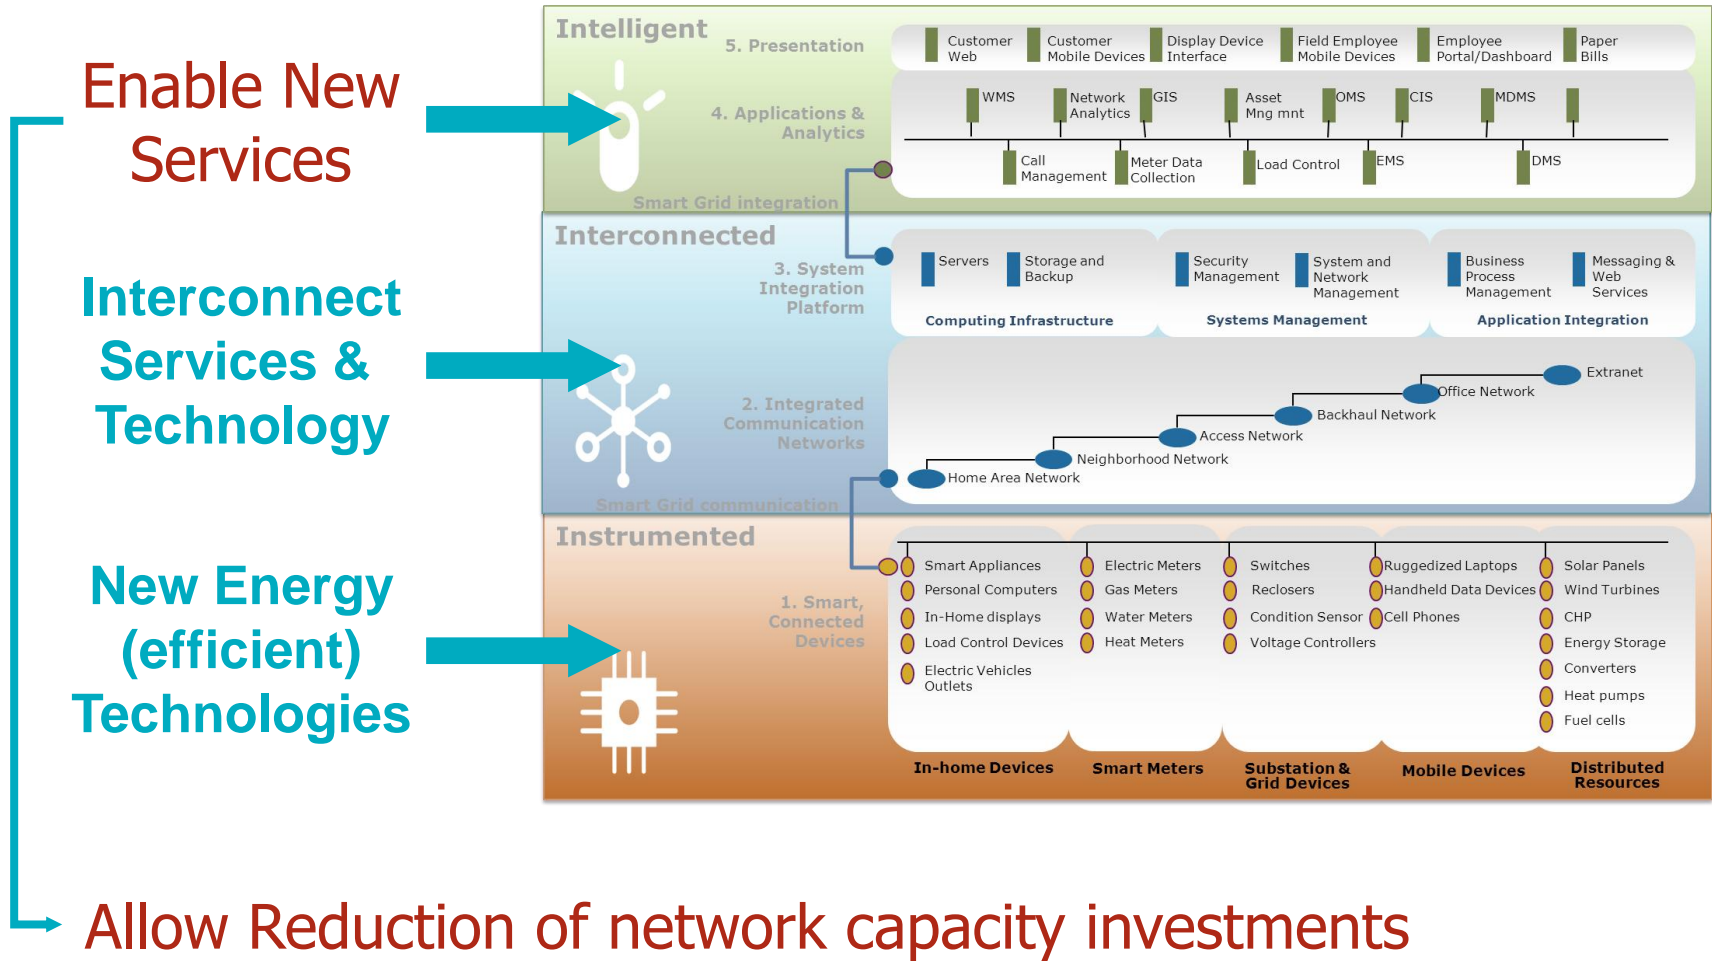 Enable New
Services
Interconnect
Services &
Technology
New Energy
(efficient)
Technologies
Intelligent
5. Presentation
Customer
Web
Customer
Mobile Devices
Display Device
Interface
Field Employee
Mobile Devices
Employee
Portal/Dashboard
Paper
Bills
4. Applications &
Analytics
WMS
Network
Analytics
GIS
Asset
Mng mnt
OMS
CIS
MDMS
Call
Management
Meter Data
Collection
Load Control
EMS
DMS
Smart Grid integration
Interconnected
3. System
Integration
Platform
Servers
Storage and
Backup
Security
Management
System and
Network
Management
Business
Process
Management
Messaging &
Web
Services
Computing Infrastructure
Systems Management
Application Integration
2. Integrated
Communication
Networks
Extranet
Office Network
Backhaul Network
Access Network
Neighborhood Network
Home Area Network
Smart Grid communication
Instrumented
1. Smart,
Connected
Devices
Smart Appliances
Personal Computers
In-Home displays
Load Control Devices
Electric Vehicles
Outlets
Electric Meters
Gas Meters
Water Meters
Heat Meters
Switches
Reclosers
Condition Sensor
Voltage Controllers
Ruggedized Laptops
Handheld Data Devices
Cell Phones
Solar Panels
Wind Turbines
CHP
Energy Storage
Converters
Heat pumps
Fuel cells
In-home Devices
Smart Meters
Substation &
Grid Devices
Mobile Devices
Distributed
Resources
Allow Reduction of network capacity investments